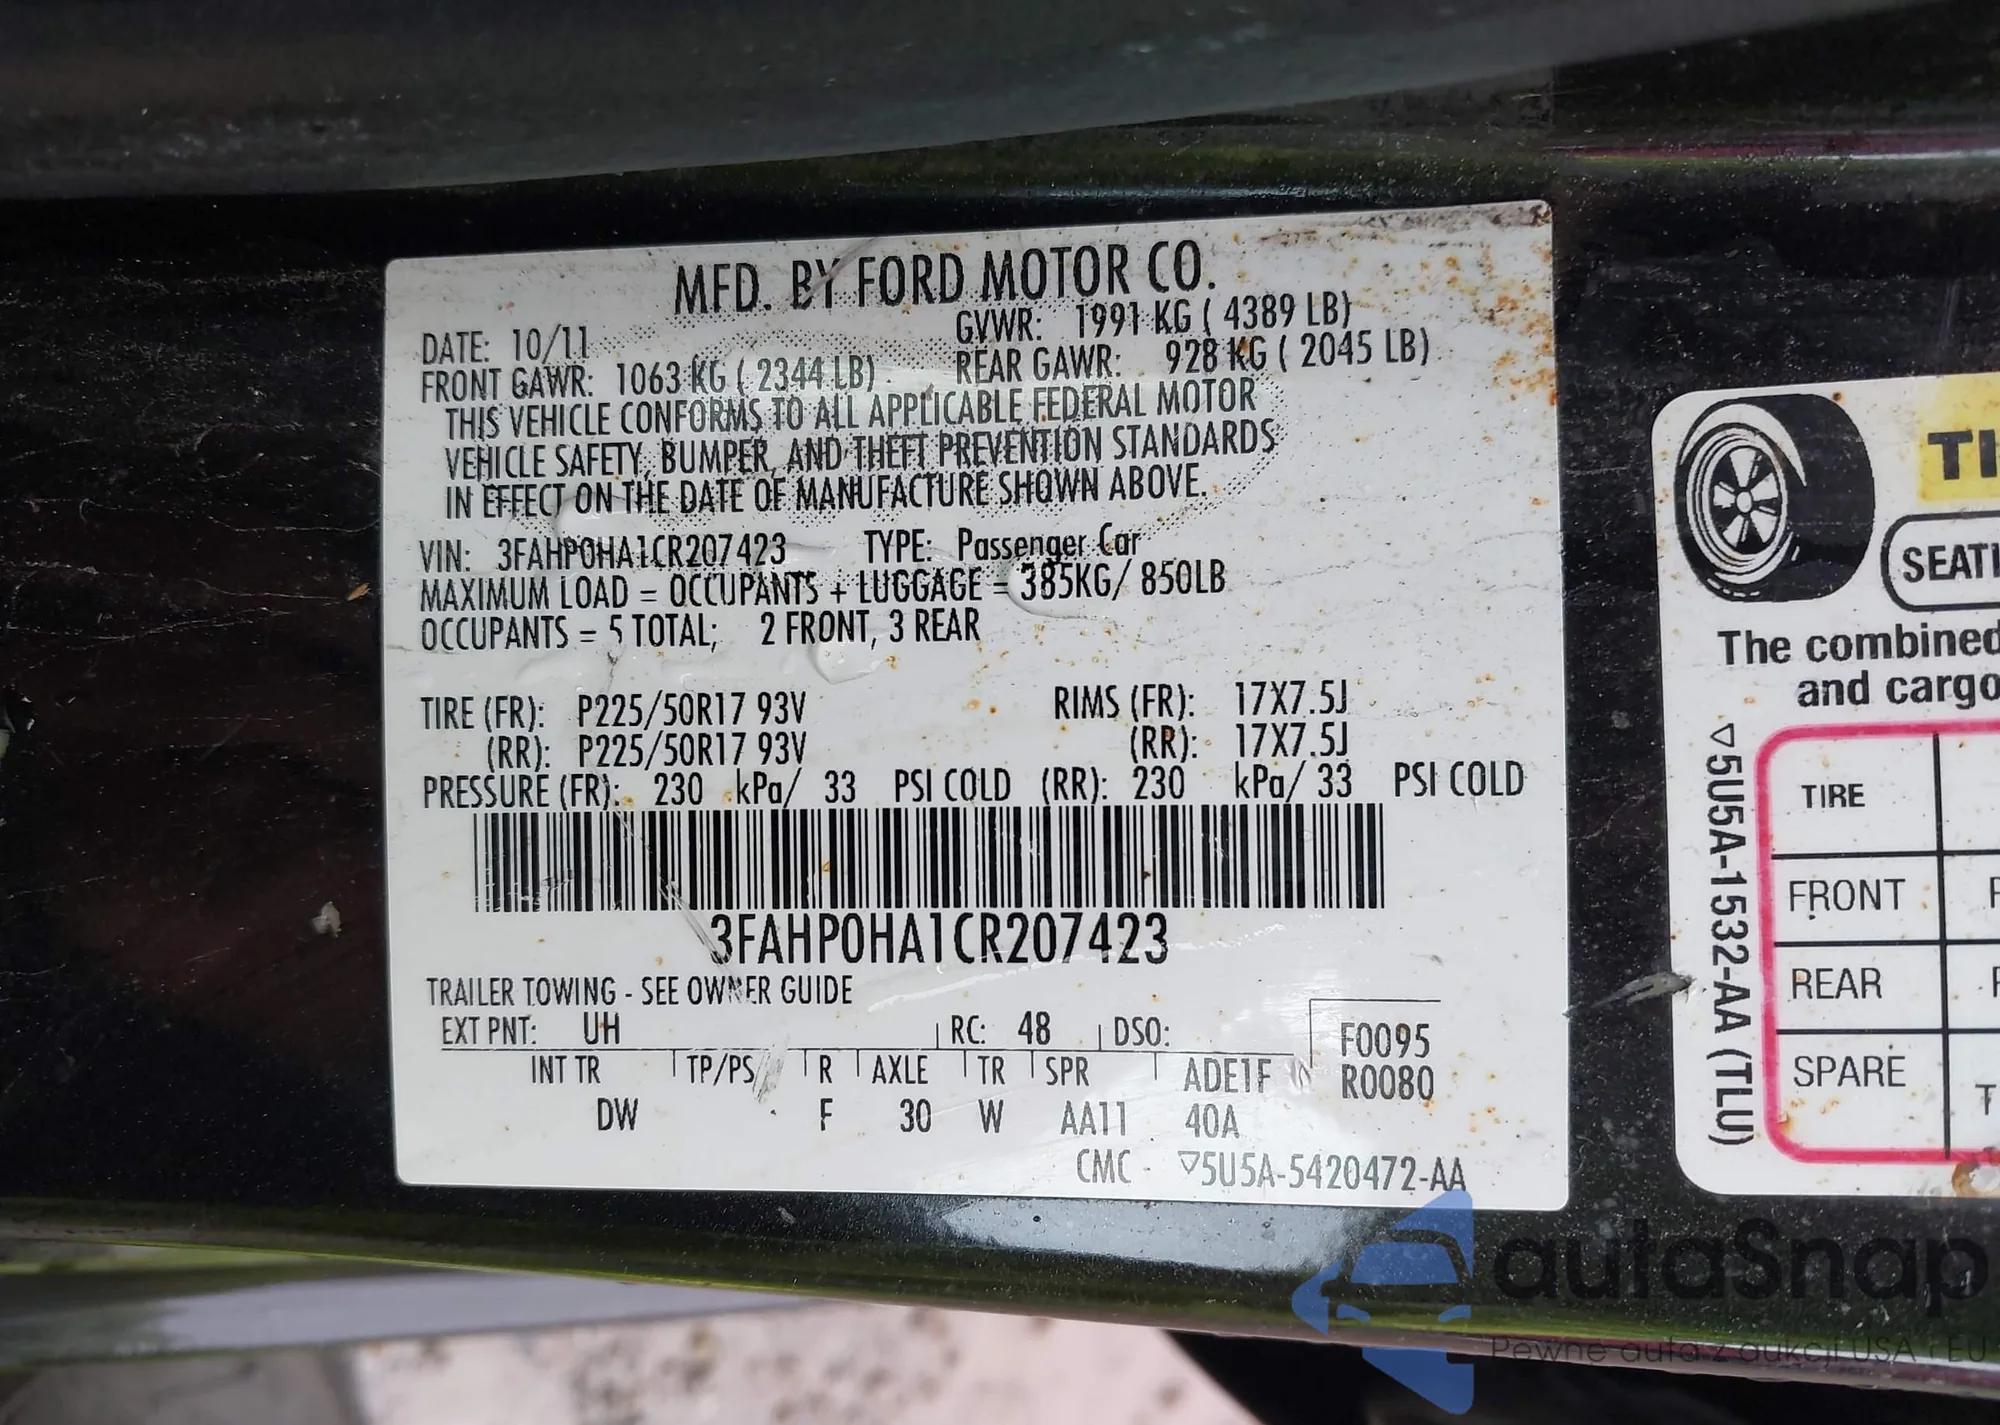 MFD. BY FORD MOTOR CO.
DATE: 10/11 GVWR: 1991 KG ( 4389 LB)
FRONT GAWR: 1063 KG ( 2344 LB) REAR GAWR: 928 KG ( 2045 LB)
THIS VEHICLE CONFORMS TO ALL APPLICABLE FEDERAL MOTOR
VEHICLE SAFETY, BUMPER, AND THEFT PREVENTION STANDARDS
IN EFFECT ON THE DATE OF MANUFACTURE SHOWN ABOVE.
VIN: 3FAHP0HA1CR207423 TYPE: Passenger Car
MAXIMUM LOAD = OCCUPANTS + LUGGAGE = 385KG/ 850LB
OCCUPANTS = 5 TOTAL; 2 FRONT, 3 REAR
TIRE (FR): P225/50R17 93V RIMS (FR): 17X7.5J
(RR): P225/50R17 93V (RR): 17X7.5J
PRESSURE (FR): 230 kPa/ 33 PSI COLD (RR): 230 kPa/ 33 PSI COLD
3FAHP0HA1CR207423
TRAILER TOWING - SEE OWNER GUIDE
EXT PNT: UH RC: 48 DSO: F0095
INT TR TP/PS R AXLE TR SPR ADE1F R0080
DW F 30 W AA11 40A
CMC - ▽5U5A-5420472-AA
TI
SEATI
The combined
and cargo
▽5U5A-1532-AA (TLU)
TIRE
FRONT
REAR
SPARE
autaSnap
Pewne auta z aukcji USA i EU